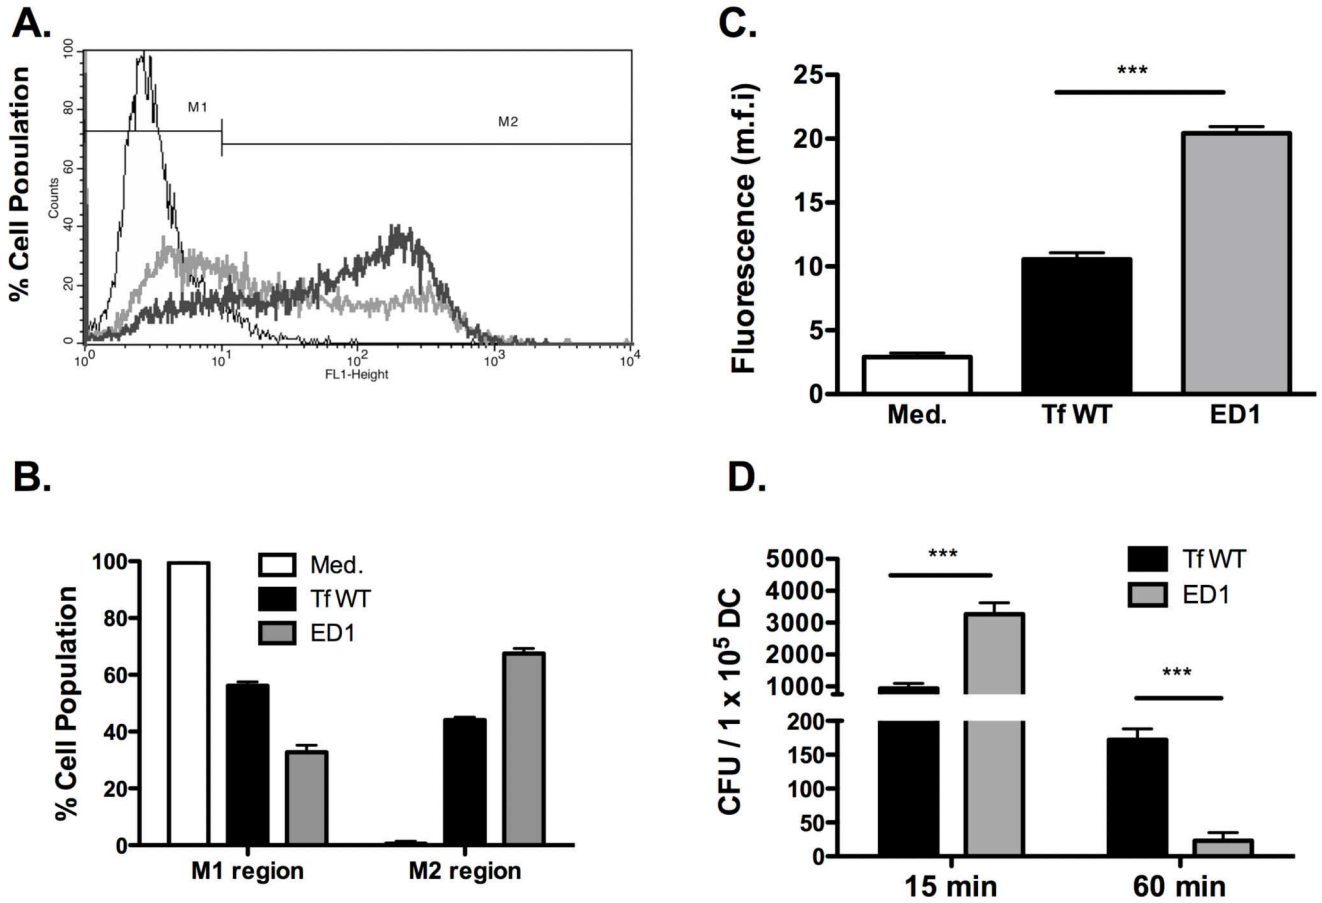 A.
% Cell Population
Counts
100
80
60
40
20
0
M1
M2
10^0
10^1
10^2
10^3
10^4
FL1-Height
C.
Fluorescence (m.f.i)
25
20
15
10
5
0
***
Med.
Tf WT
ED1
B.
% Cell Population
100
80
60
40
20
0
Med.
Tf WT
ED1
M1 region
M2 region
D.
CFU / 1 x 10^5 DC
5000
4000
3000
2000
1000
200
150
100
50
0
***
***
Tf WT
ED1
15 min
60 min